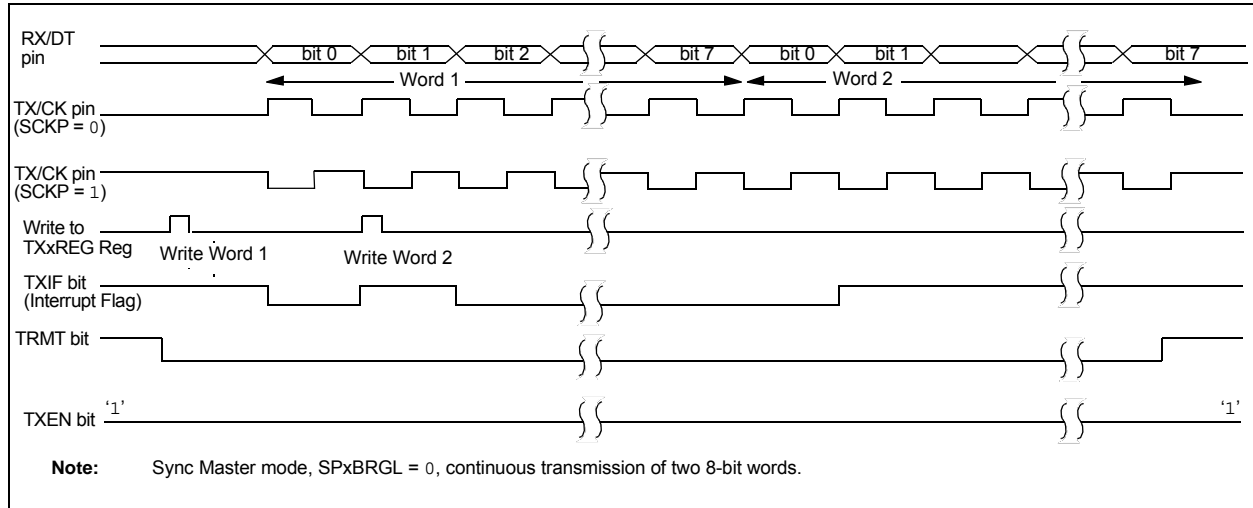 RX/DT
pin
bit 0 bit 1 bit 2 bit 7 bit 0 bit 1 bit 7
Word 1 Word 2
TX/CK pin
(SCKP = 0)
TX/CK pin
(SCKP = 1)
Write to
TXxREG Reg
Write Word 1 Write Word 2
TXIF bit
(Interrupt Flag)
TRMT bit
TXEN bit ‘1’ ‘1’
Note: Sync Master mode, SPxBRGL = 0, continuous transmission of two 8-bit words.